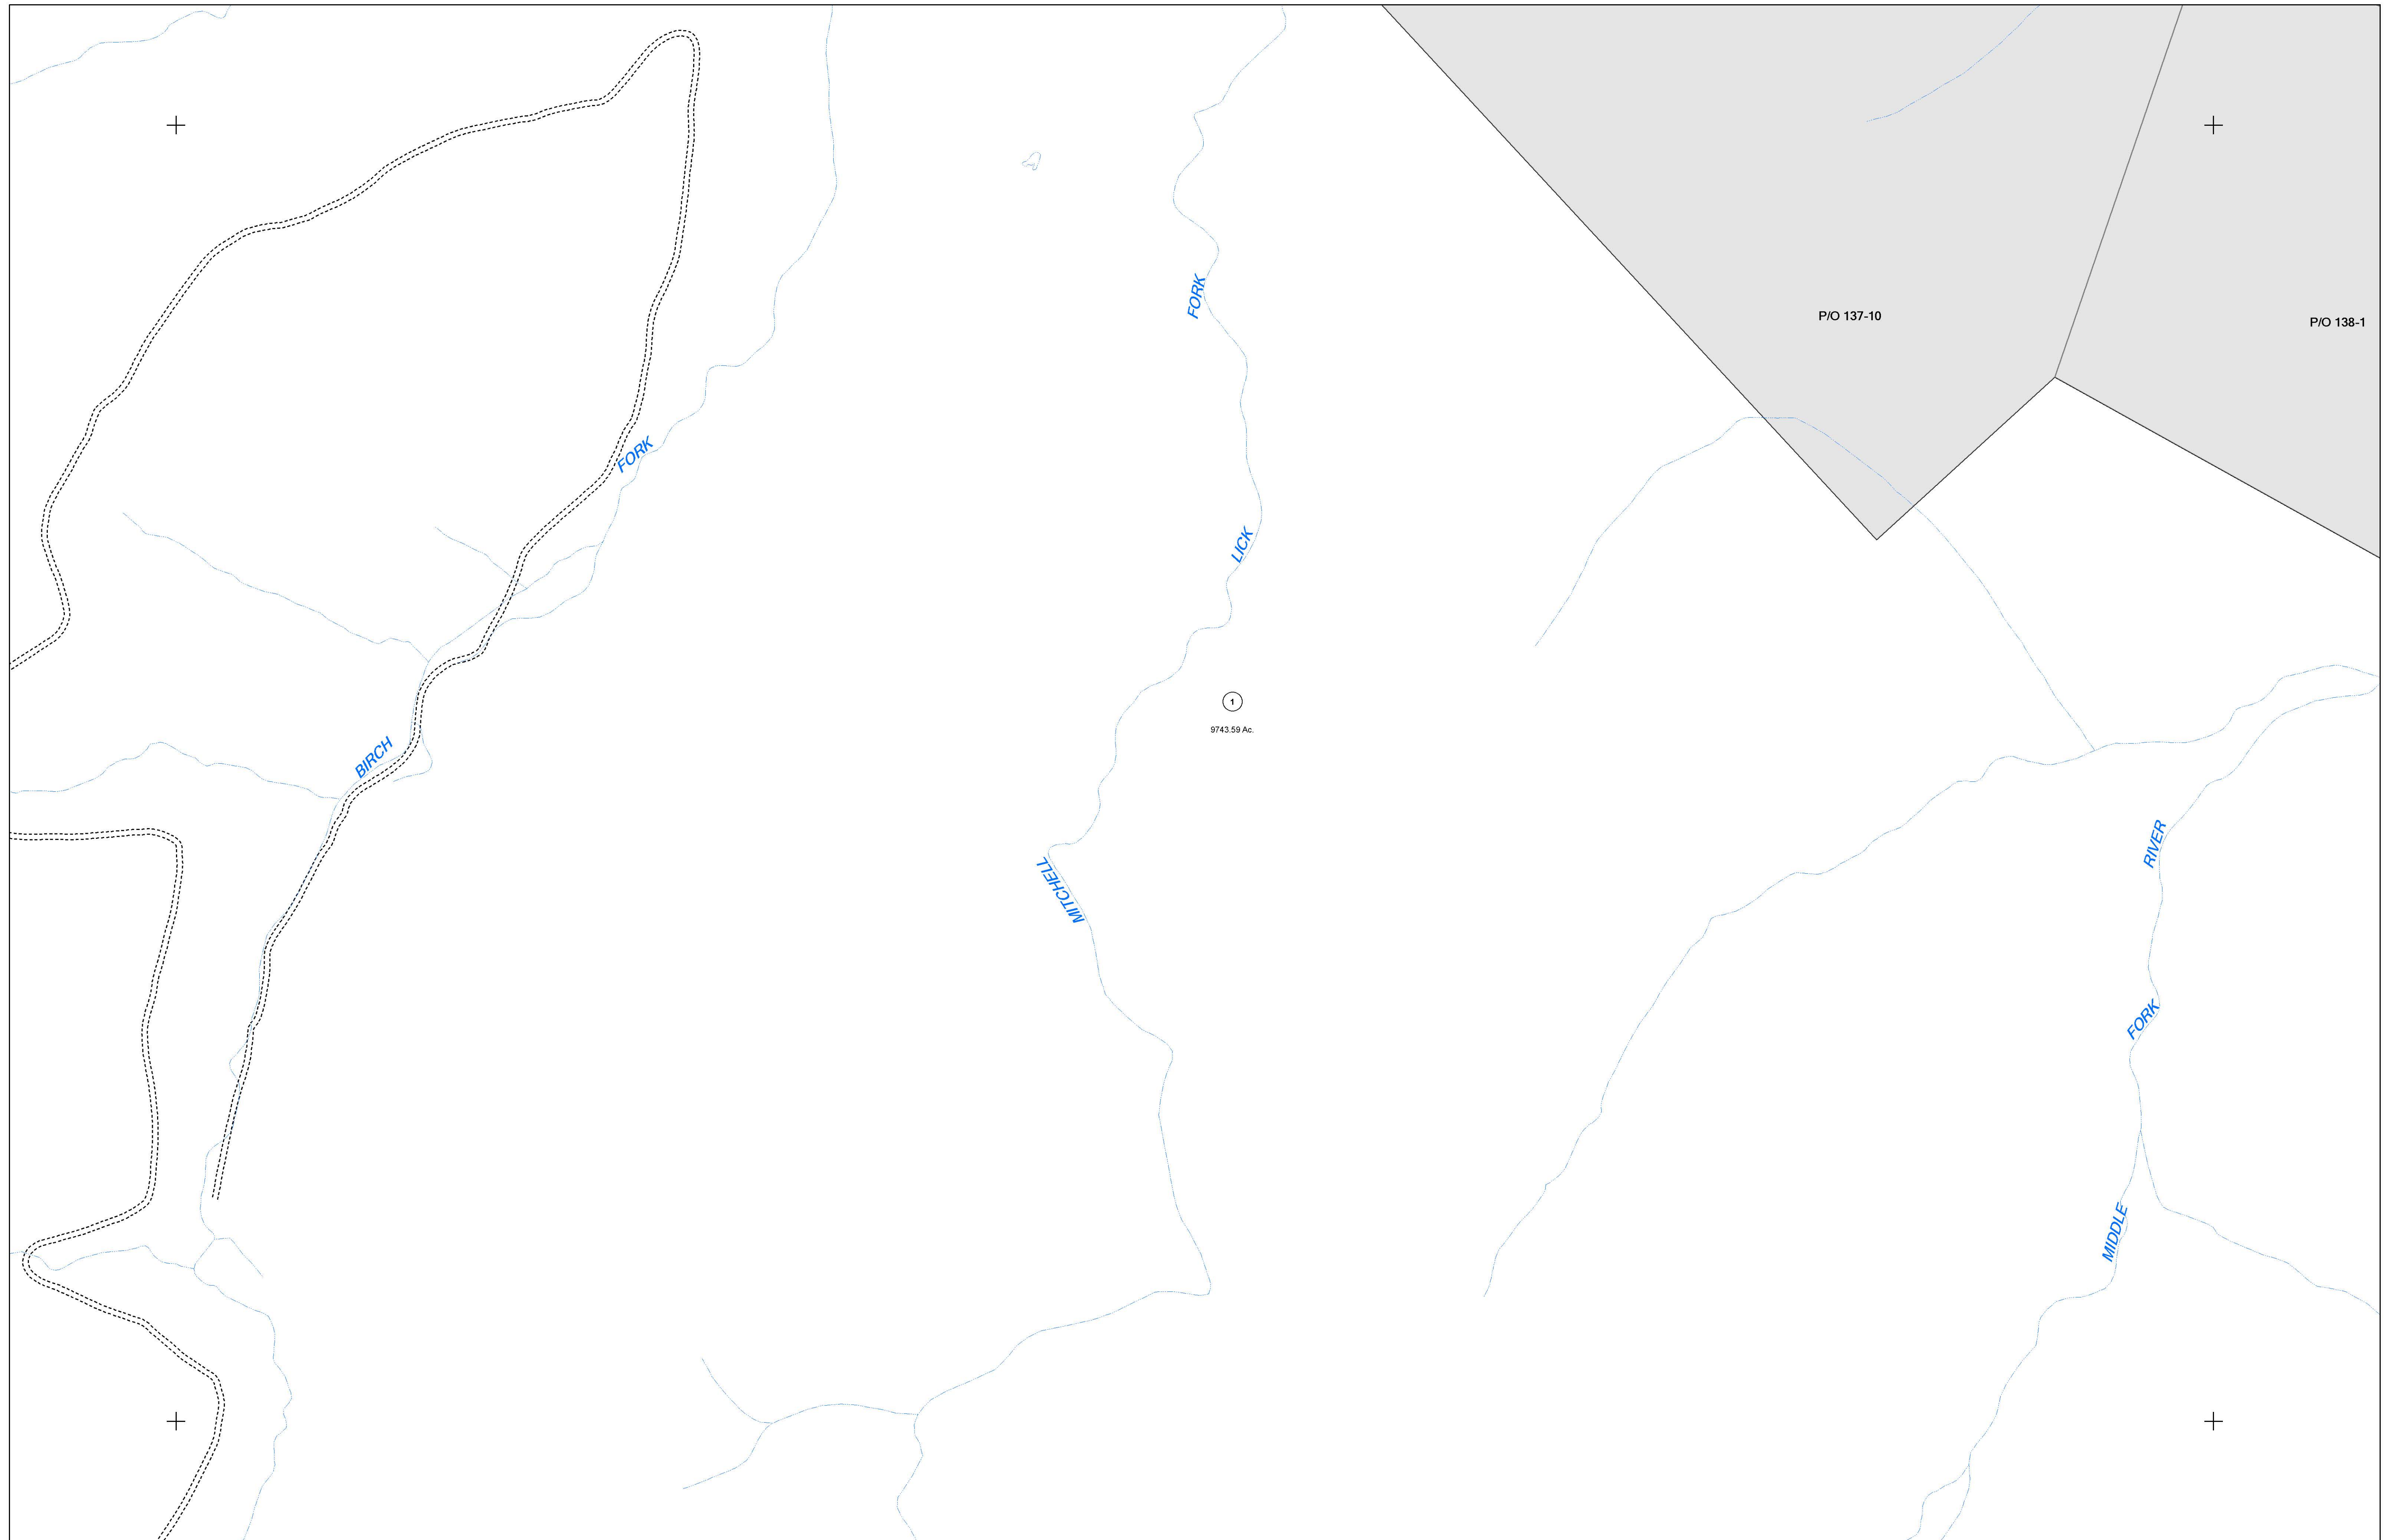 FORK
P/O 137-10
P/O 138-1
FORK
LICK
1
9743.59 Ac.
BIRCH
MITCHELL
RIVER
FORK
MIDDLE